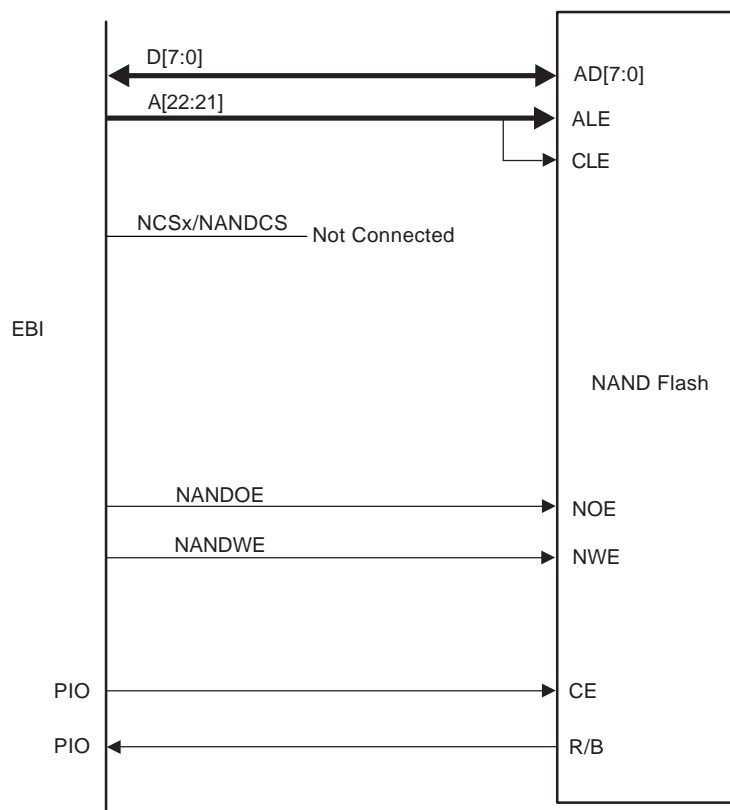 D[7:0]
AD[7:0]
A[22:21]
ALE
CLE
NCSx/NANDCS
Not Connected
EBI
NAND Flash
NANDOE
NOE
NANDWE
NWE
PIO
CE
PIO
R/B